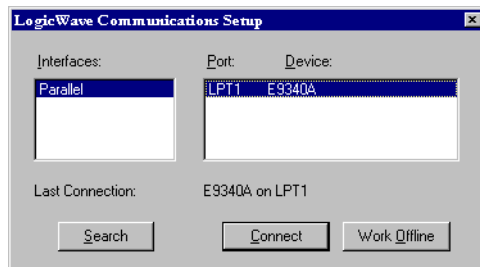 LogicWave Communications Setup
Interfaces: Port: Device:
Parallel LPT1 E9340A
Last Connection: E9340A on LPT1
Search Connect Work Offline